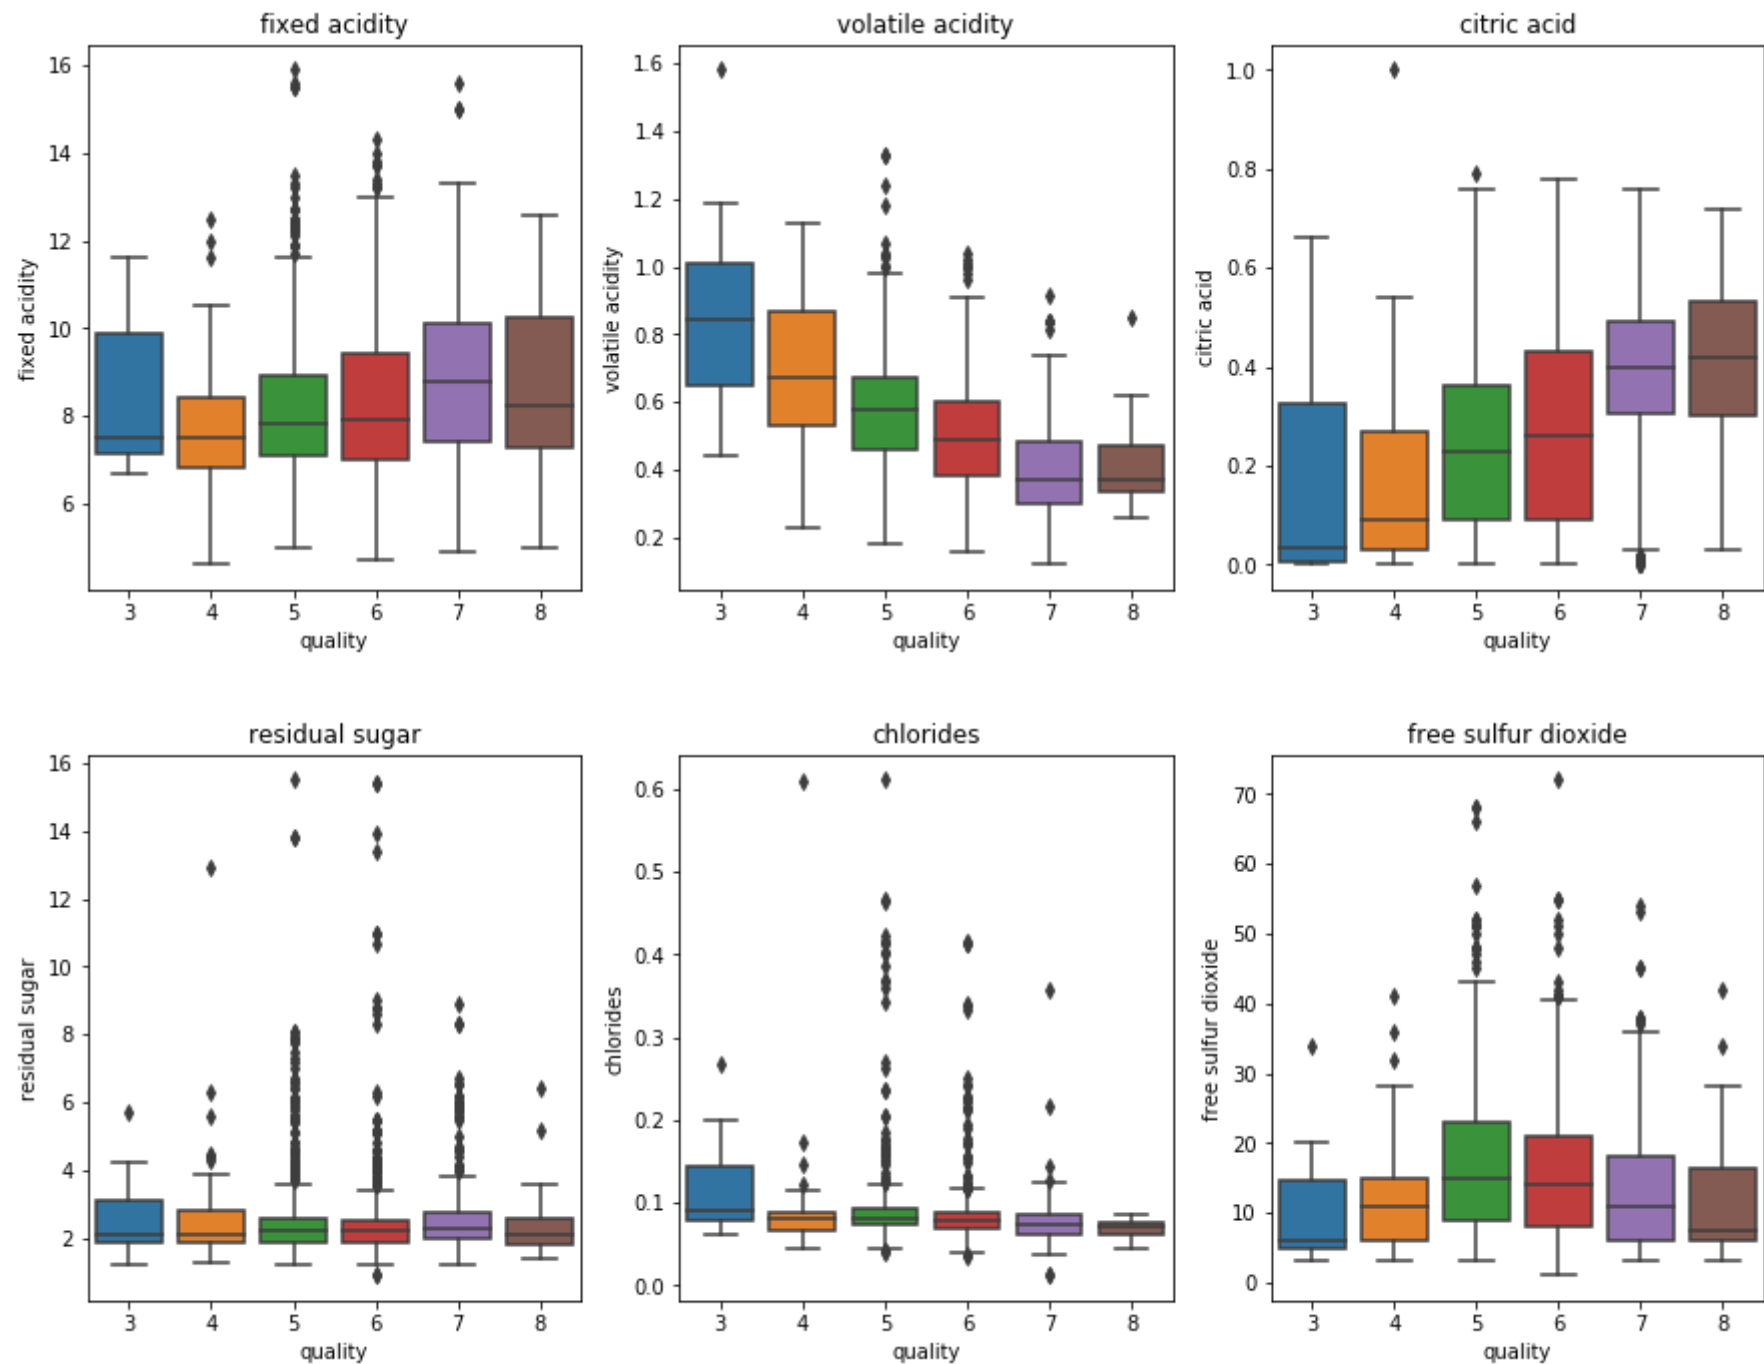 fixed acidity
16
14
12
10
8
6
fixed acidity
3 4 5 6 7 8
quality
volatile acidity
1.6
1.4
1.2
1.0
0.8
0.6
0.4
0.2
volatile acidity
3 4 5 6 7 8
quality
citric acid
1.0
0.8
0.6
0.4
0.2
0.0
citric acid
3 4 5 6 7 8
quality
residual sugar
16
14
12
10
8
6
4
2
residual sugar
3 4 5 6 7 8
quality
chlorides
0.6
0.5
0.4
0.3
0.2
0.1
0.0
chlorides
3 4 5 6 7 8
quality
free sulfur dioxide
70
60
50
40
30
20
10
0
free sulfur dioxide
3 4 5 6 7 8
quality